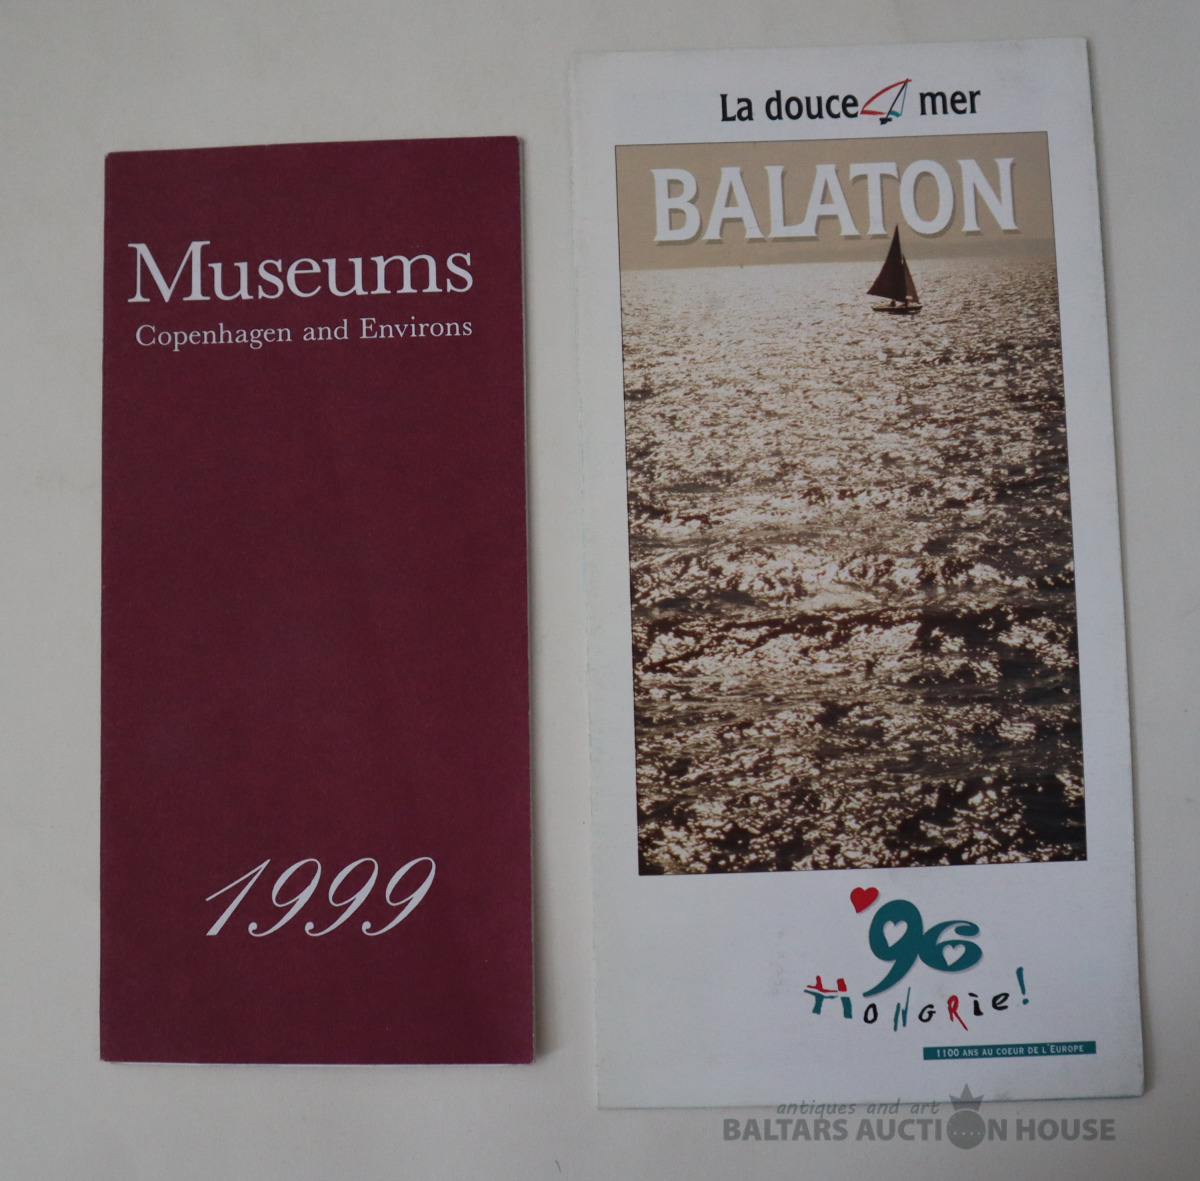 Museums
Copenhagen and Environs
1999
La douce mer
BALATON
'96
HONGRIE!
1100 ANS AU COEUR DE L'EUROPE
antiques and art
BALTARS AUCTION HOUSE